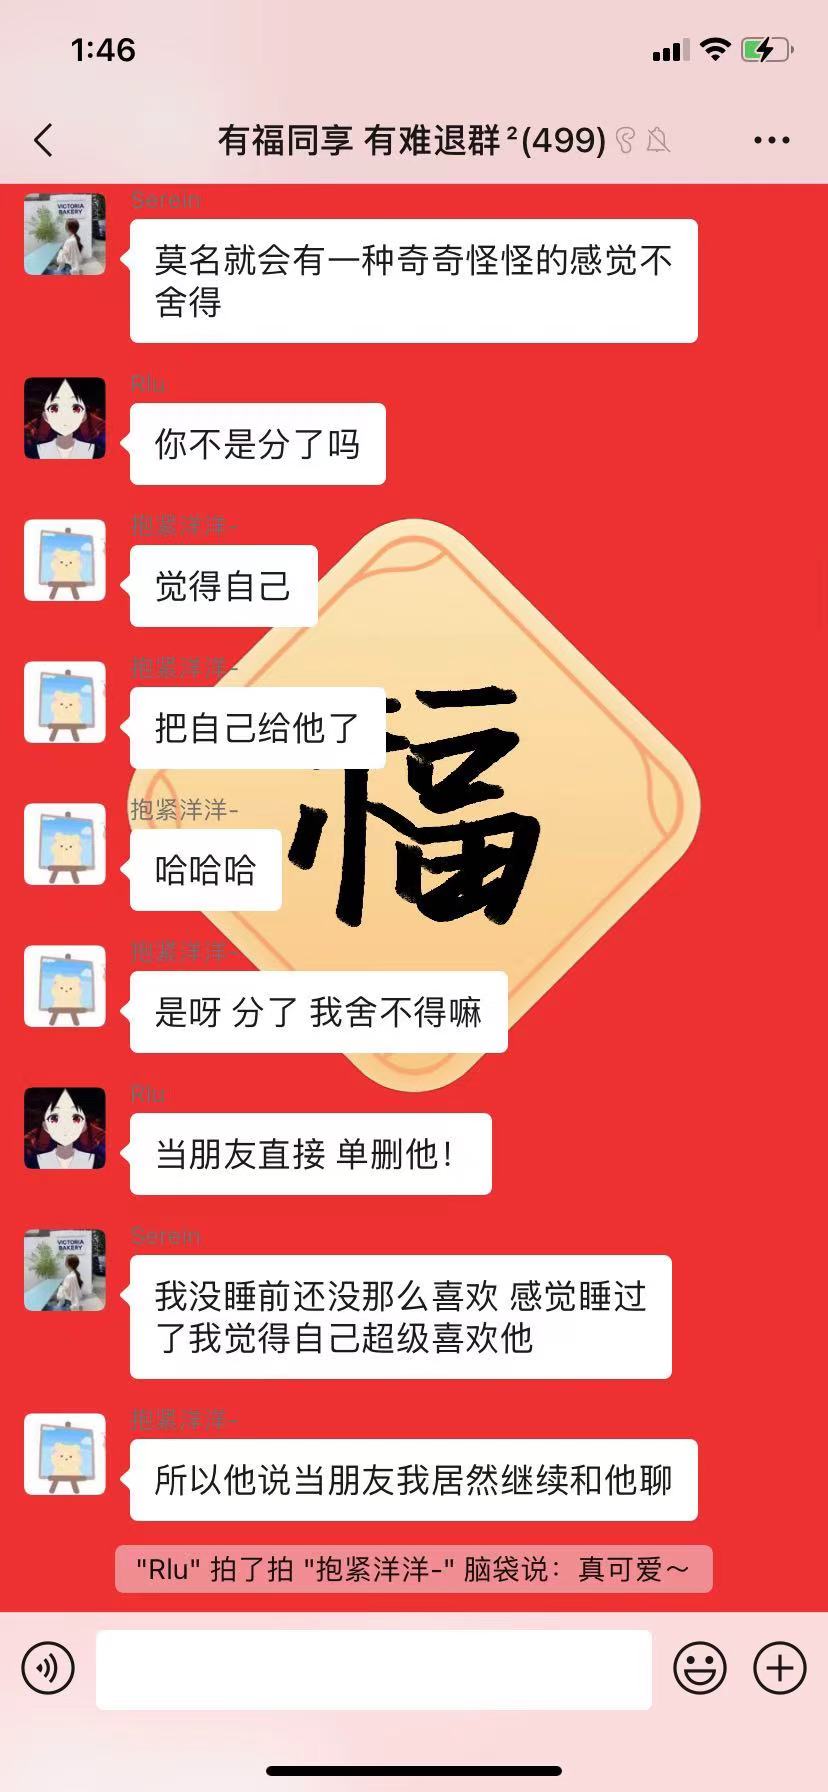 1:46
有福同享 有难退群²(499)
Serein
VICTORIA
BAKERY
莫名就会有一种奇奇怪怪的感觉不
舍得
Rlu
你不是分了吗
抱紧洋洋-
觉得自己
抱紧洋洋-
把自己给他了
抱紧洋洋-
哈哈哈
抱紧洋洋-
是呀 分了 我舍不得嘛
福
Rlu
当朋友直接 单删他！
Serein
VICTORIA
BAKERY
我没睡前还没那么喜欢 感觉睡过
了我觉得自己超级喜欢他
抱紧洋洋-
所以他说当朋友我居然继续和他聊
"Rlu" 拍了拍 "抱紧洋洋-" 脑袋说：真可爱～